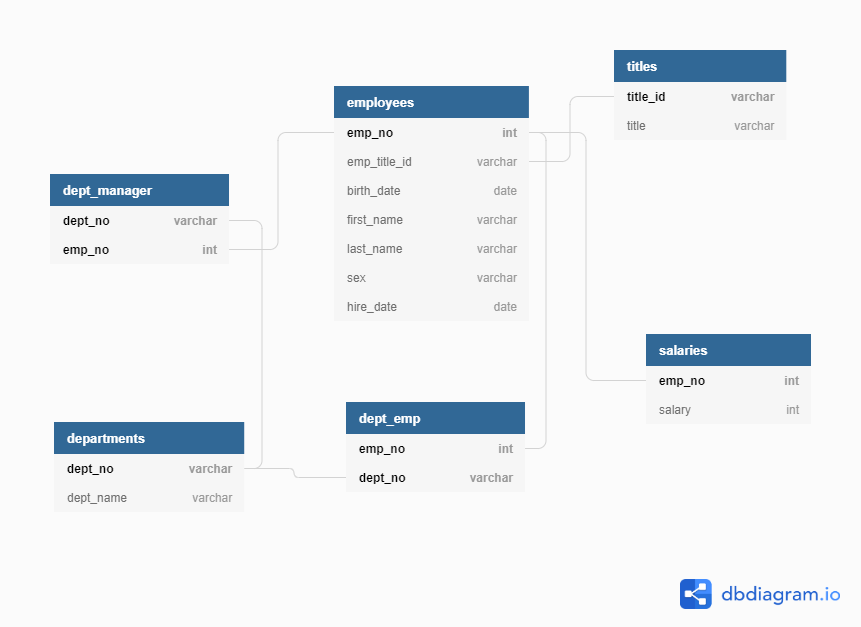 titles
title_id varchar
title varchar
employees
emp_no int
emp_title_id varchar
birth_date date
first_name varchar
last_name varchar
sex varchar
hire_date date
dept_manager
dept_no varchar
emp_no int
salaries
emp_no int
salary int
dept_emp
emp_no int
dept_no varchar
departments
dept_no varchar
dept_name varchar
dbdiagram.io